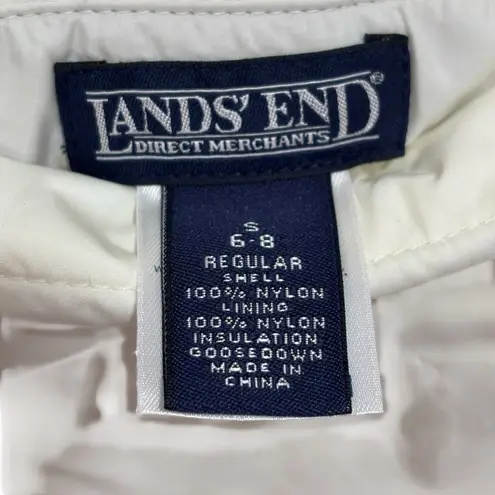 LANDS' END®
DIRECT MERCHANTS
S
6-8
REGULAR
SHELL
100% NYLON
LINING
100% NYLON
INSULATION
GOOSEDOWN
MADE IN
CHINA